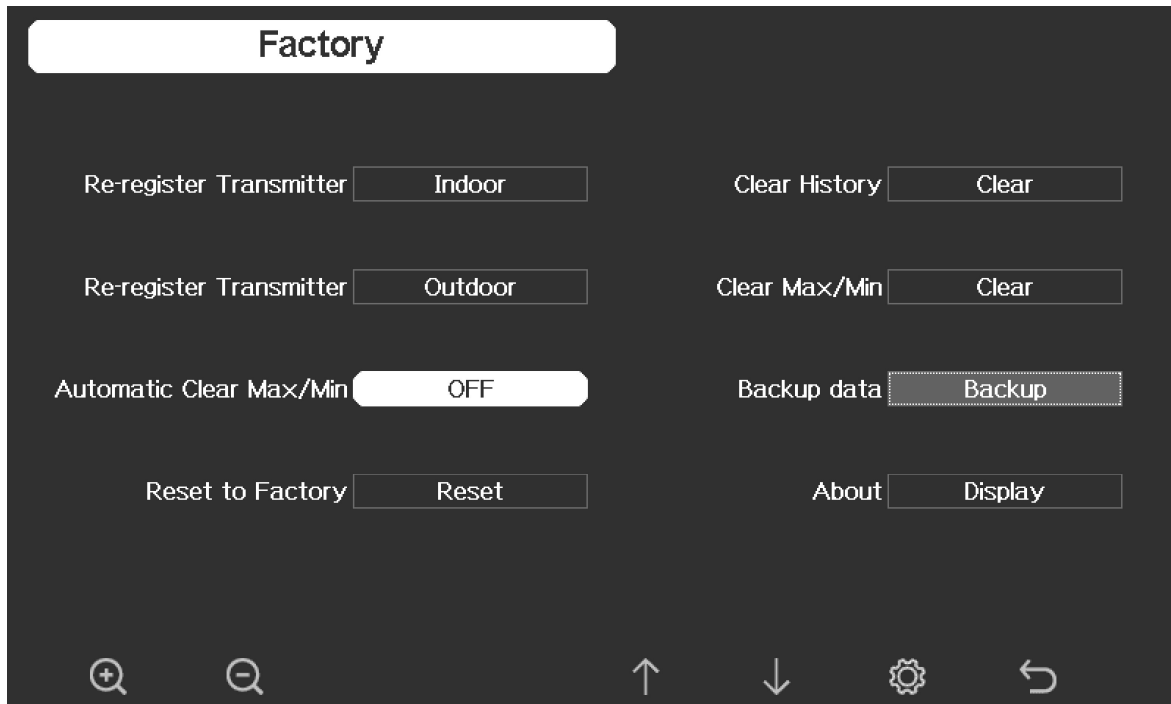 Factory
Re-register Transmitter Indoor
Clear History Clear
Re-register Transmitter Outdoor
Clear Max/Min Clear
Automatic Clear Max/Min OFF
Backup data Backup
Reset to Factory Reset
About Display